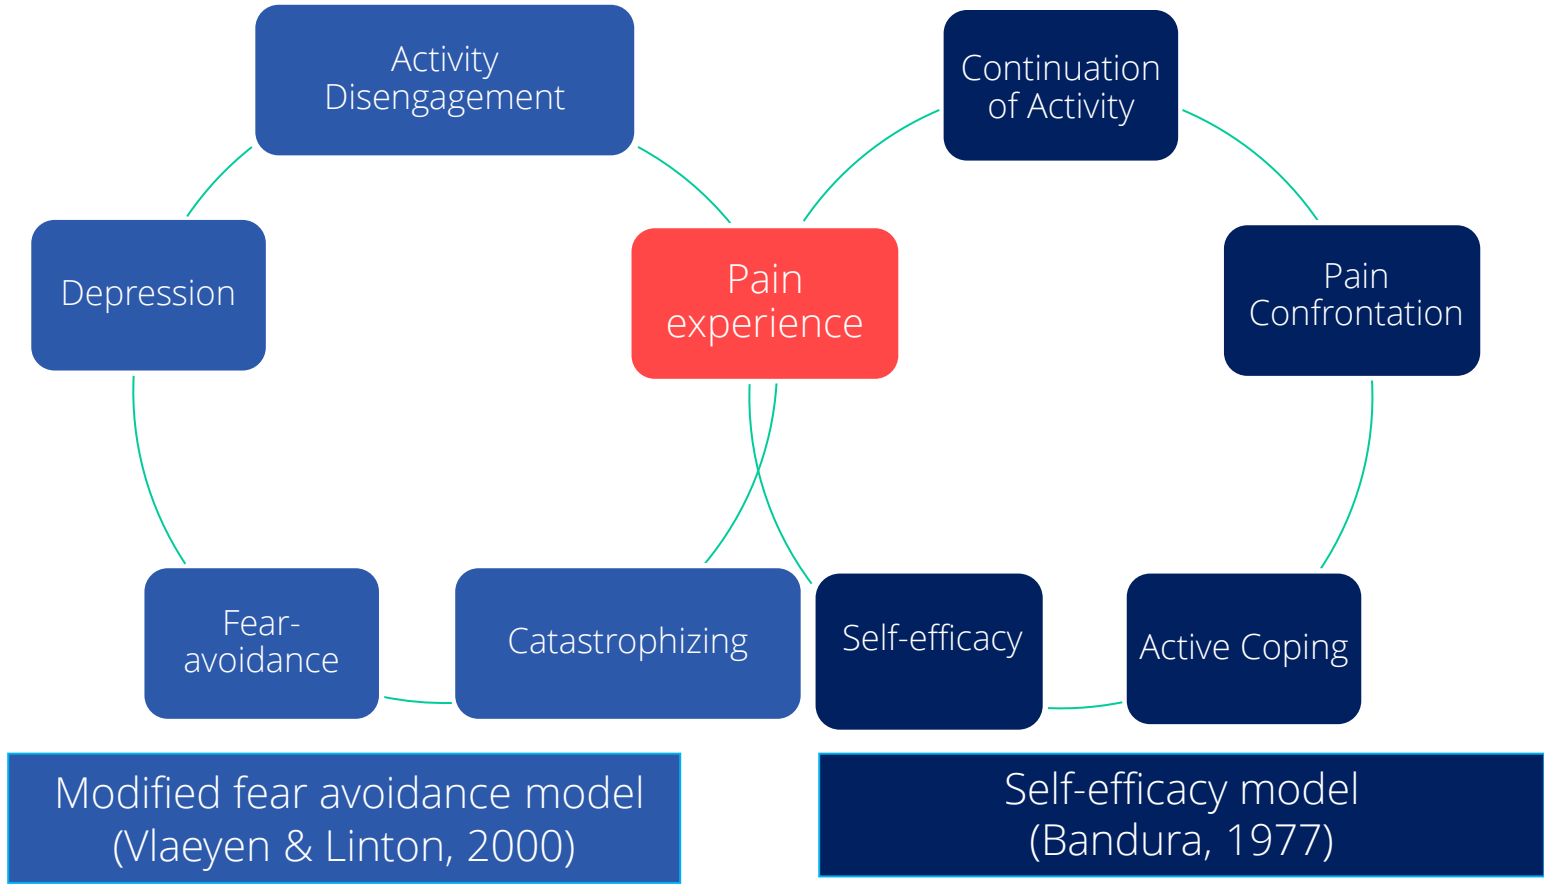 Activity
Disengagement
Continuation
of Activity
Depression
Pain
experience
Pain
Confrontation
Fear-
avoidance
Catastrophizing
Self-efficacy
Active Coping
Modified fear avoidance model
(Vlaeyen & Linton, 2000)
Self-efficacy model
(Bandura, 1977)